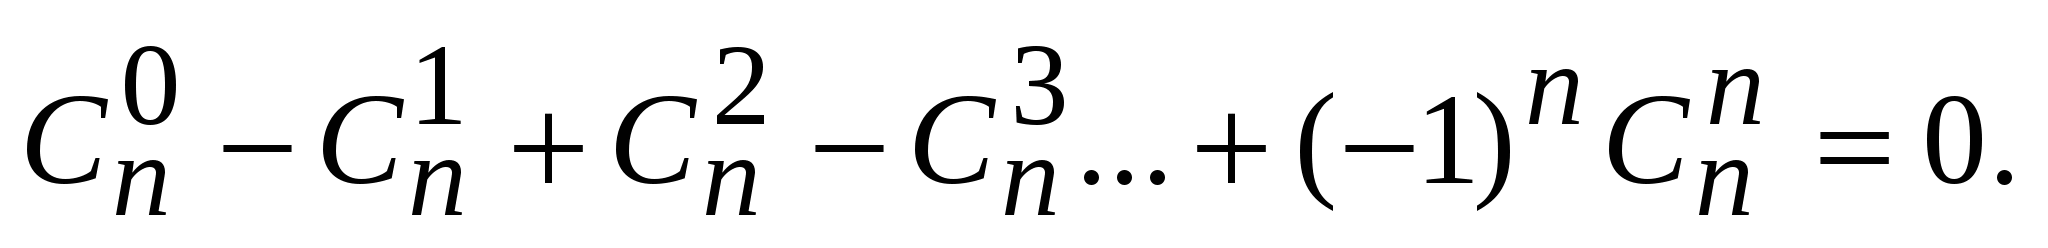 $C_n^0 - C_n^1 + C_n^2 - C_n^3 ... + (-1)^n C_n^n = 0.$